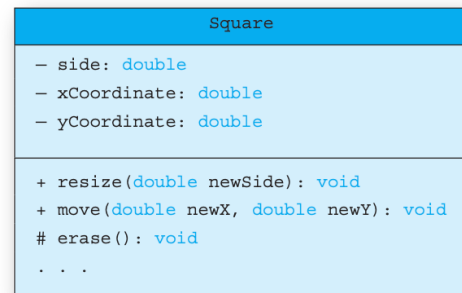 Square
– side: double
– xCoordinate: double
– yCoordinate: double
+ resize(double newSide): void
+ move(double newX, double newY): void
# erase(): void
. . .